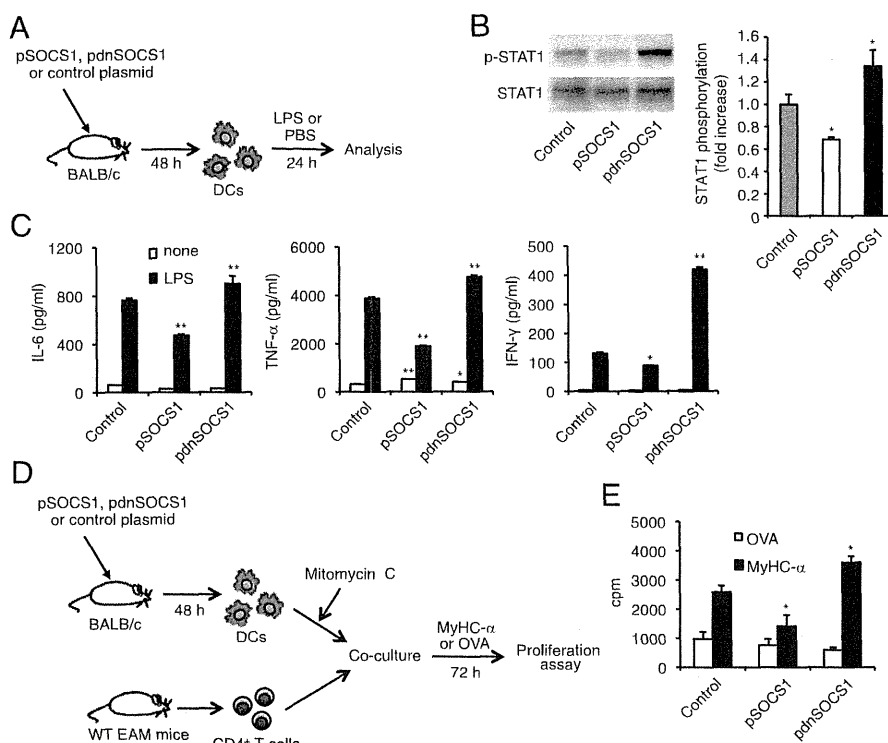 A
pSOCS1, pdnSOCS1
or control plasmid
BALB/c
48 h
DCs
LPS or
PBS
24 h
Analysis
B
p-STAT1
STAT1
Control
pSOCS1
pdnSOCS1
STAT1 phosphorylation
(fold increase)
1.6
1.4
1.2
1.0
0.8
0.6
0.4
0.2
0
*
*
Control
pSOCS1
pdnSOCS1
C
IL-6 (pg/ml)
1200
800
400
0
none
LPS
**
**
Control
pSOCS1
pdnSOCS1
TNF-α (pg/ml)
6000
4000
2000
0
**
**
*
**
Control
pSOCS1
pdnSOCS1
IFN-γ (pg/ml)
500
400
300
200
100
0
*
**
Control
pSOCS1
pdnSOCS1
D
pSOCS1, pdnSOCS1
or control plasmid
BALB/c
48 h
DCs
Mitomycin C
Co-culture
MyHC-α
or OVA
72 h
Proliferation
assay
WT EAM mice
CD4+ T cells
E
cpm
5000
4000
3000
2000
1000
0
OVA
MyHC-α
*
*
Control
pSOCS1
pdnSOCS1